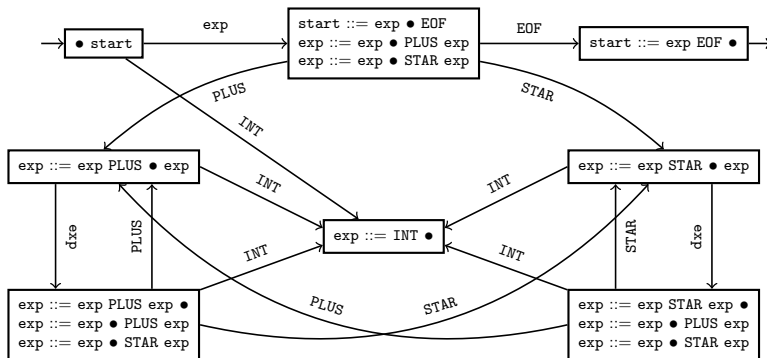 exp
start ::= exp ● EOF
exp ::= exp ● PLUS exp
exp ::= exp ● STAR exp
● start
EOF
start ::= exp EOF ●
PLUS
STAR
INT
exp ::= exp PLUS ● exp
exp ::= exp STAR ● exp
INT
INT
exp
PLUS
exp ::= INT ●
STAR
exp
INT
INT
PLUS
STAR
exp ::= exp PLUS exp ●
exp ::= exp ● PLUS exp
exp ::= exp ● STAR exp
exp ::= exp STAR exp ●
exp ::= exp ● PLUS exp
exp ::= exp ● STAR exp